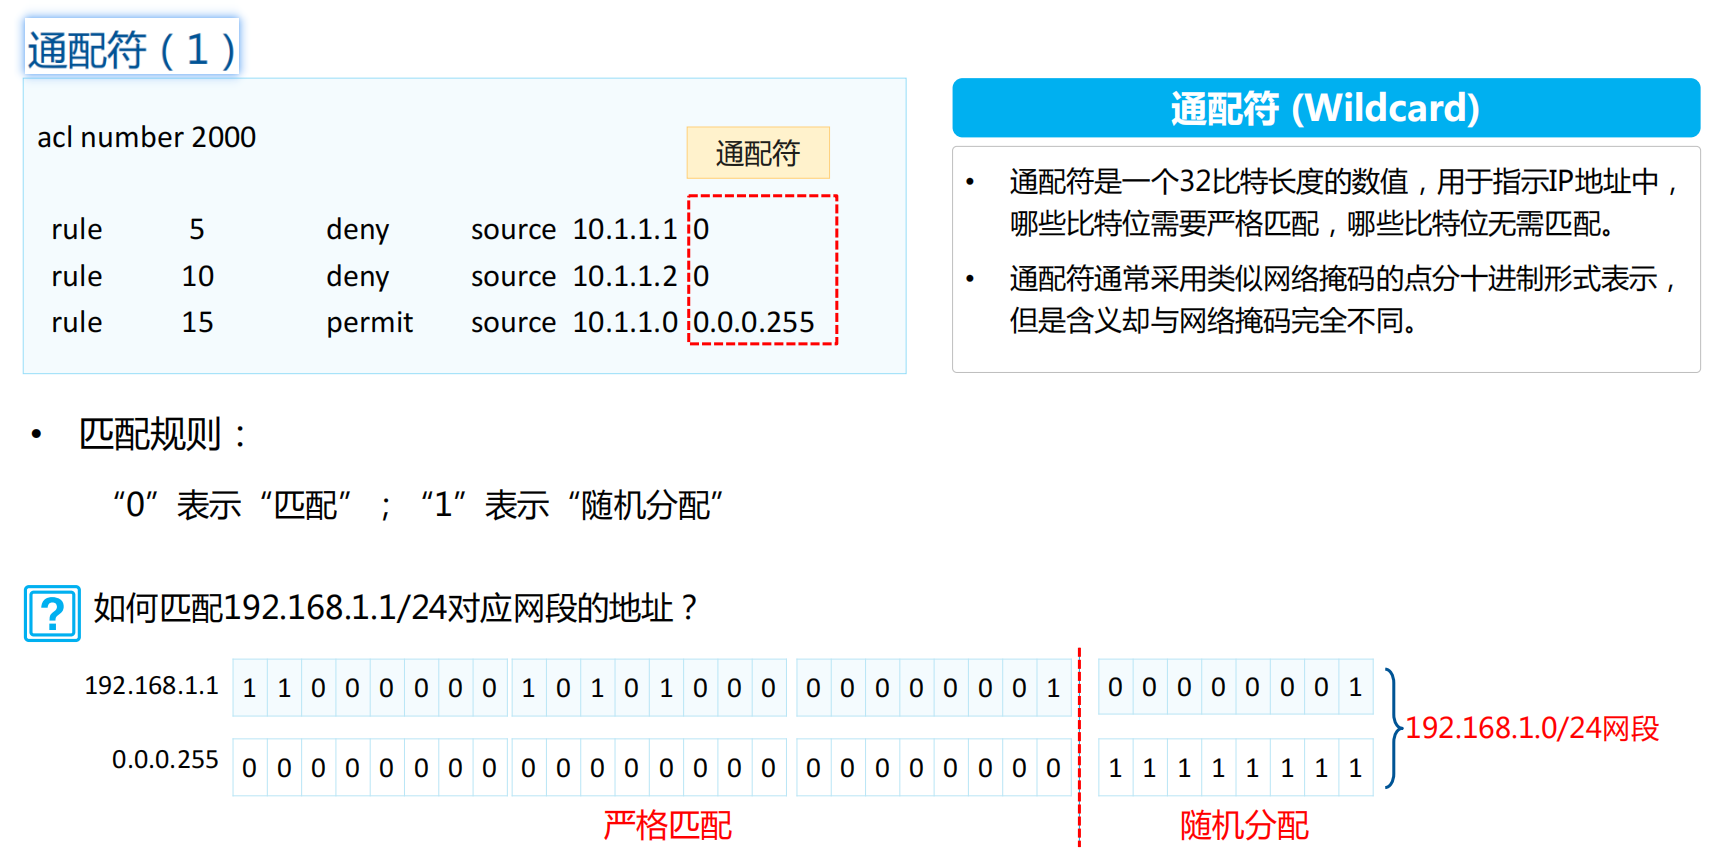 通配符（1）
acl number 2000
通配符
rule 5 deny source 10.1.1.1 0
rule 10 deny source 10.1.1.2 0
rule 15 permit source 10.1.1.0 0.0.0.255
通配符 (Wildcard)
• 通配符是一个32比特长度的数值，用于指示IP地址中，
哪些比特位需要严格匹配，哪些比特位无需匹配。
• 通配符通常采用类似网络掩码的点分十进制形式表示，
但是含义却与网络掩码完全不同。
• 匹配规则：
“0”表示“匹配”；“1”表示“随机分配”
? 如何匹配192.168.1.1/24对应网段的地址？
192.168.1.1 1 1 0 0 0 0 0 0 1 0 1 0 1 0 0 0 0 0 0 0 0 0 0 1 0 0 0 0 0 0 0 1
192.168.1.0/24网段
0.0.0.255 0 0 0 0 0 0 0 0 0 0 0 0 0 0 0 0 0 0 0 0 0 0 0 0 1 1 1 1 1 1 1 1
严格匹配 随机分配